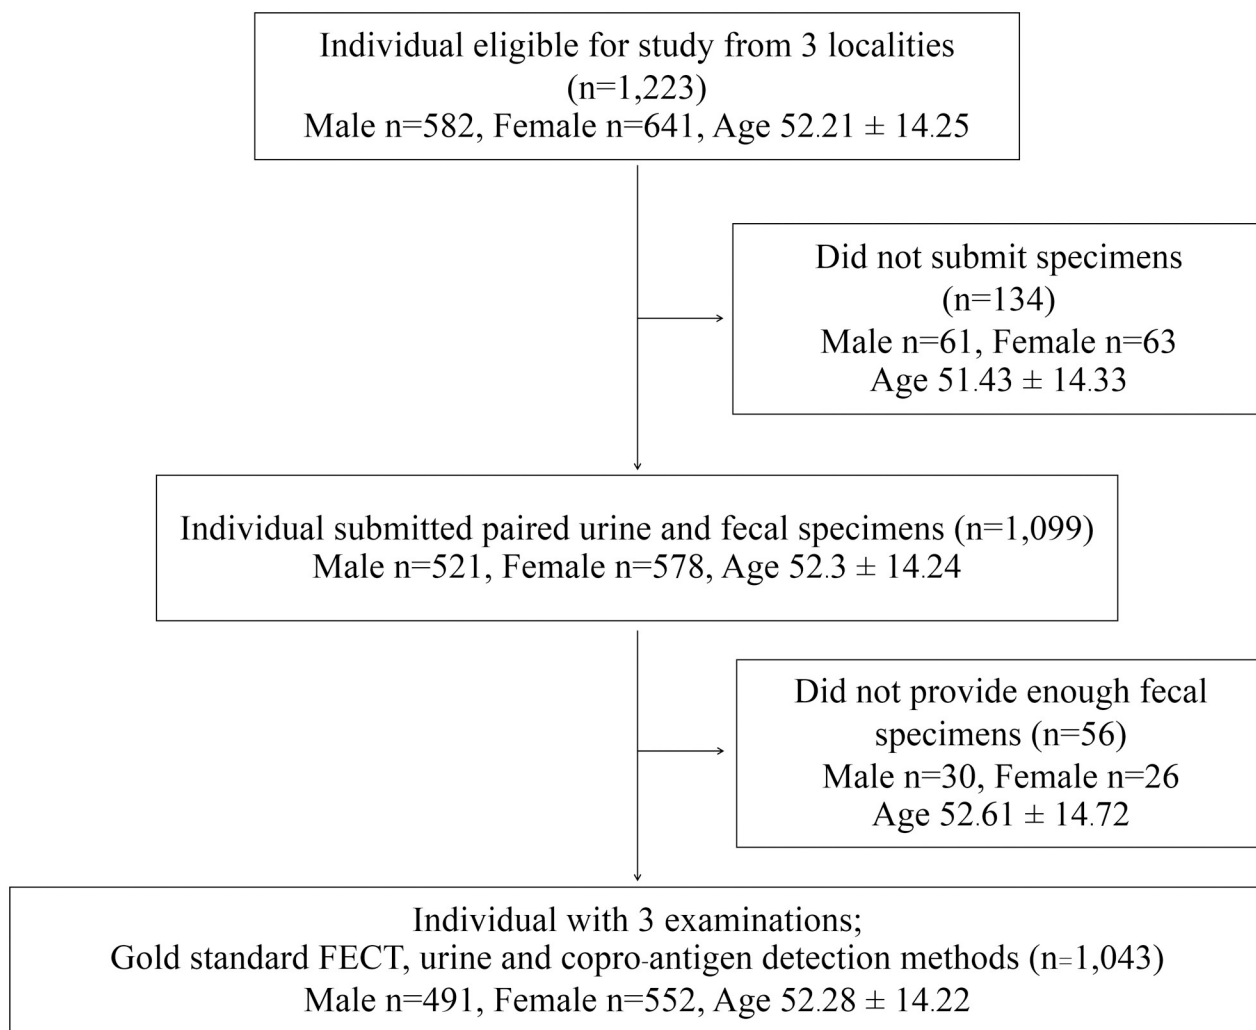 Individual eligible for study from 3 localities
(n=1,223)
Male n=582, Female n=641, Age 52.21 ± 14.25
Did not submit specimens
(n=134)
Male n=61, Female n=63
Age 51.43 ± 14.33
Individual submitted paired urine and fecal specimens (n=1,099)
Male n=521, Female n=578, Age 52.3 ± 14.24
Did not provide enough fecal
specimens (n=56)
Male n=30, Female n=26
Age 52.61 ± 14.72
Individual with 3 examinations;
Gold standard FECT, urine and copro-antigen detection methods (n=1,043)
Male n=491, Female n=552, Age 52.28 ± 14.22